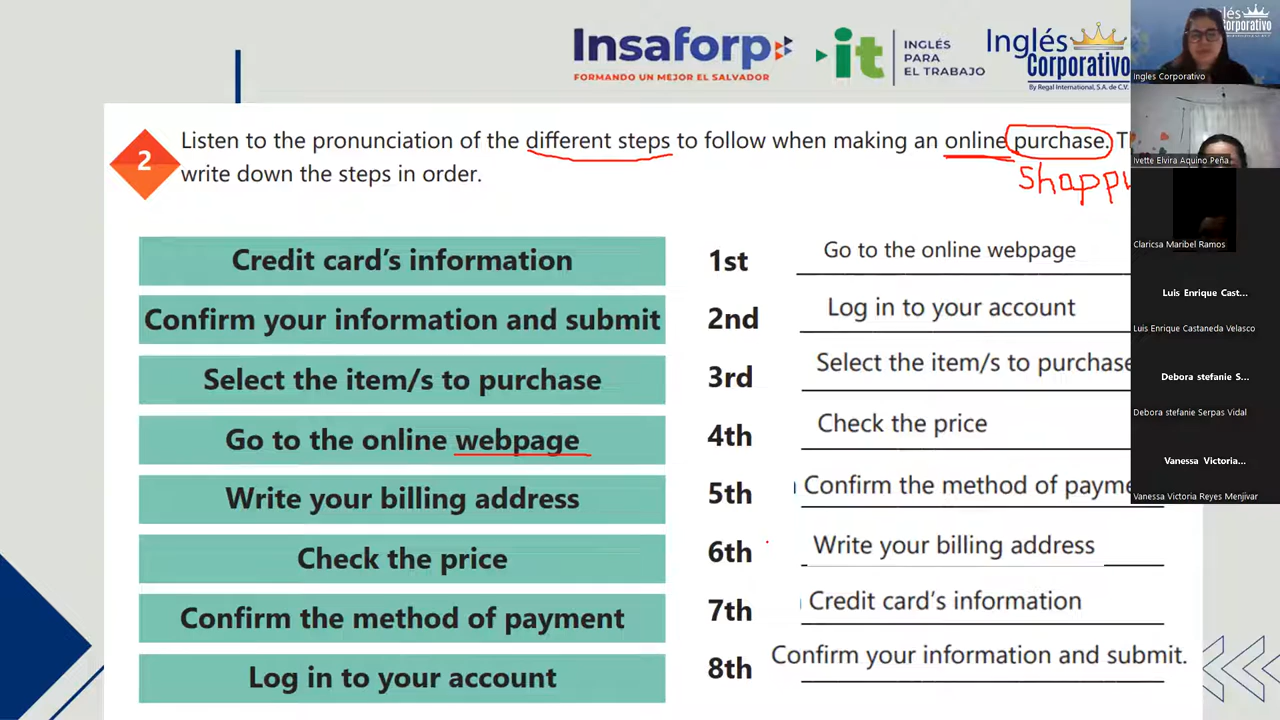 Insaforp
FORMANDO UN MEJOR EL SALVADOR
it
INGLÉS
PARA
EL TRABAJO
Inglés
Corporativo
By Regal International, S.A. de C.V.
lés
Corporativo
Ingles Corporativo
2
Listen to the pronunciation of the different steps to follow when making an online purchase.
write down the steps in order.
Ivette Elvira Aquino Peña
Claricsa Maribel Ramos
Luis Enrique Cast...
Luis Enrique Castaneda Velasco
Debora stefanie S...
Debora stefanie Serpas Vidal
Vanessa Victoria...
Vanessa Victoria Reyes Menjivar
Credit card's information
Confirm your information and submit
Select the item/s to purchase
Go to the online webpage
Write your billing address
Check the price
Confirm the method of payment
Log in to your account
1st Go to the online webpage
2nd Log in to your account
3rd Select the item/s to purchase
4th Check the price
5th Confirm the method of payme
6th Write your billing address
7th Credit card's information
8th Confirm your information and submit.